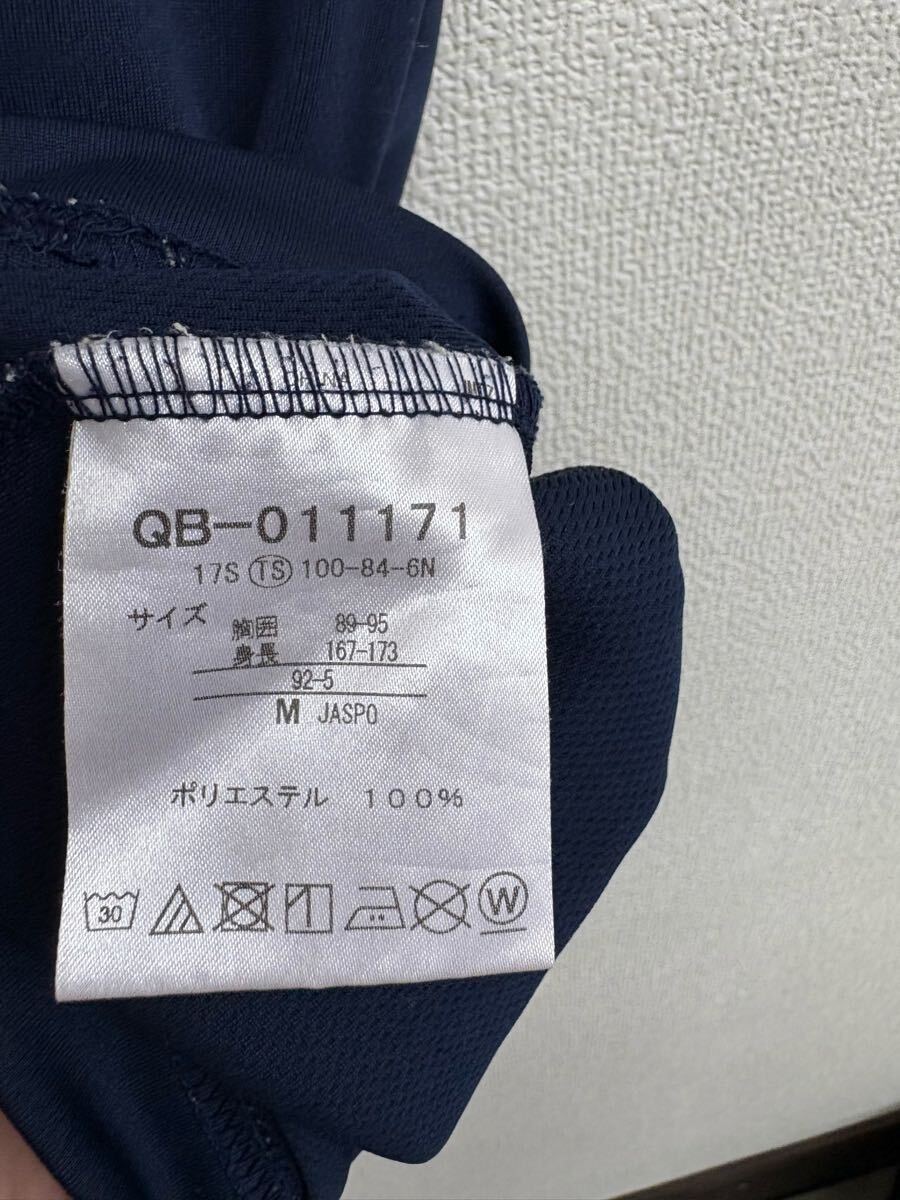 QB-011171
17S TS 100-84-6N
サイズ 胸囲 89-95
身長 167-173
92-5
M JASPO
ポリエステル 100%
30
W